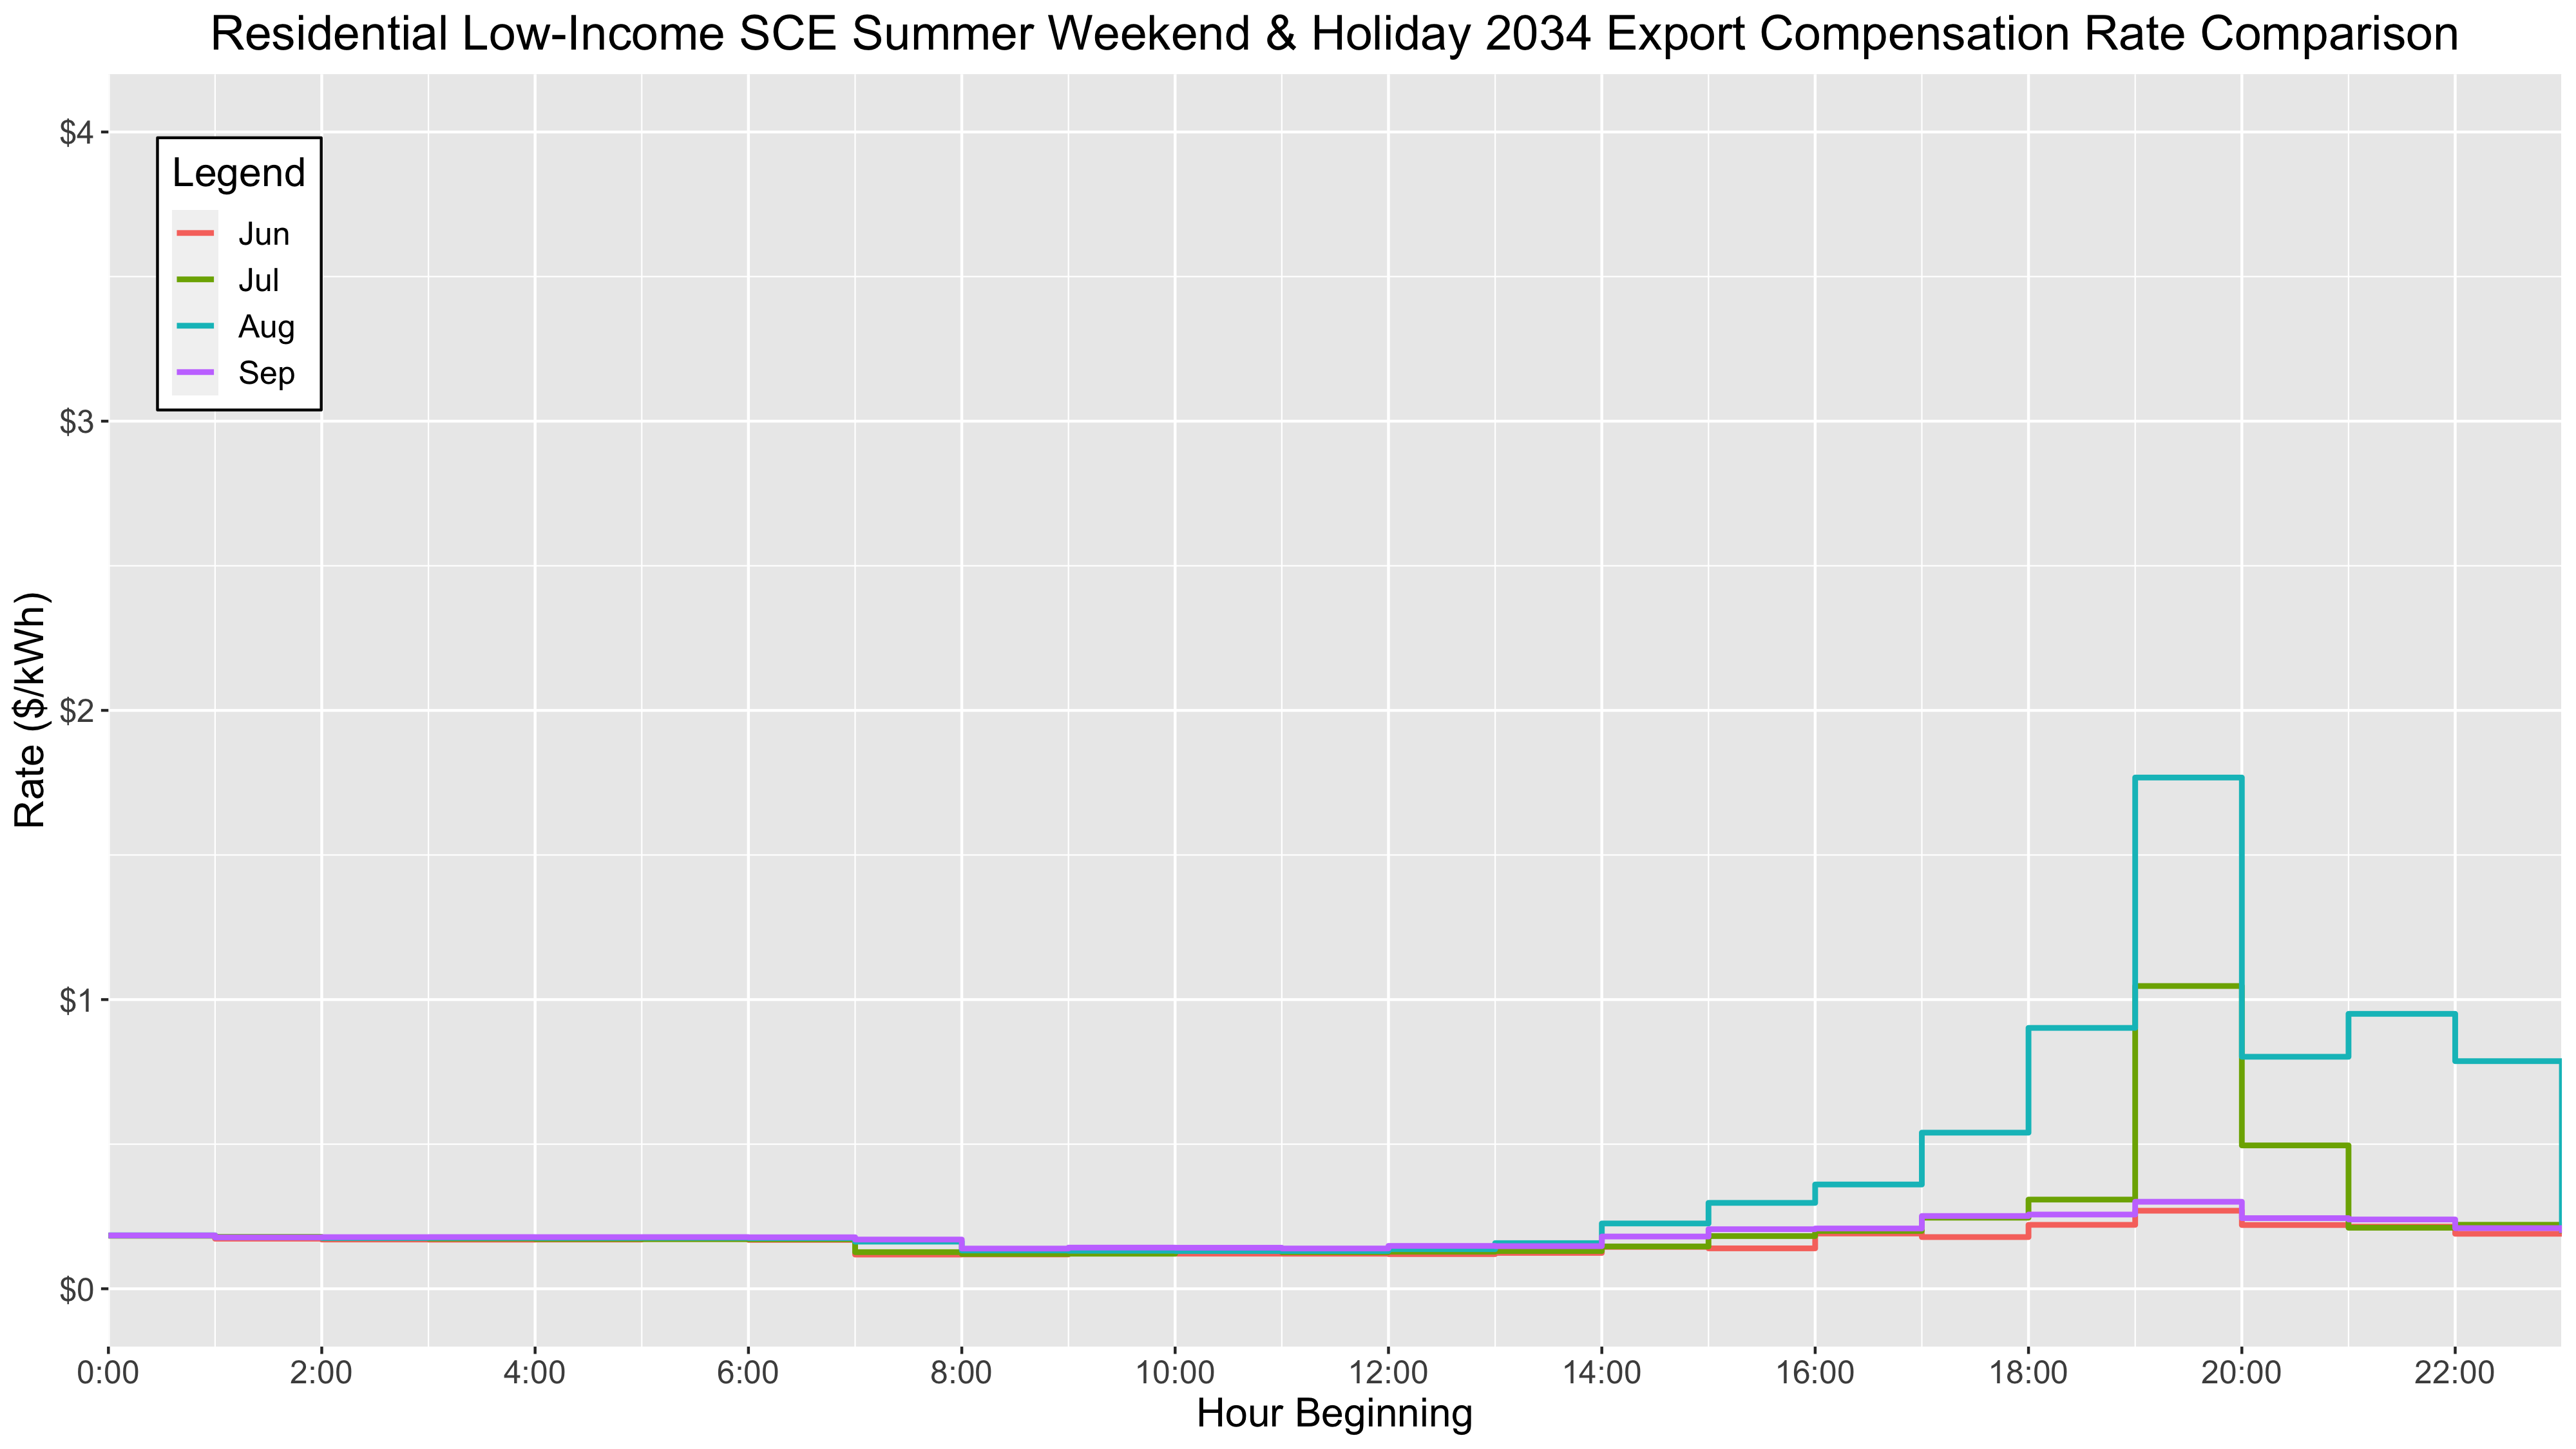 Residential Low-Income SCE Summer Weekend & Holiday 2034 Export Compensation Rate Comparison
$4
Legend
Jun
Jul
Aug
Sep
$3
$2
$1
$0
Rate ($/kWh)
0:00 2:00 4:00 6:00 8:00 10:00 12:00 14:00 16:00 18:00 20:00 22:00
Hour Beginning